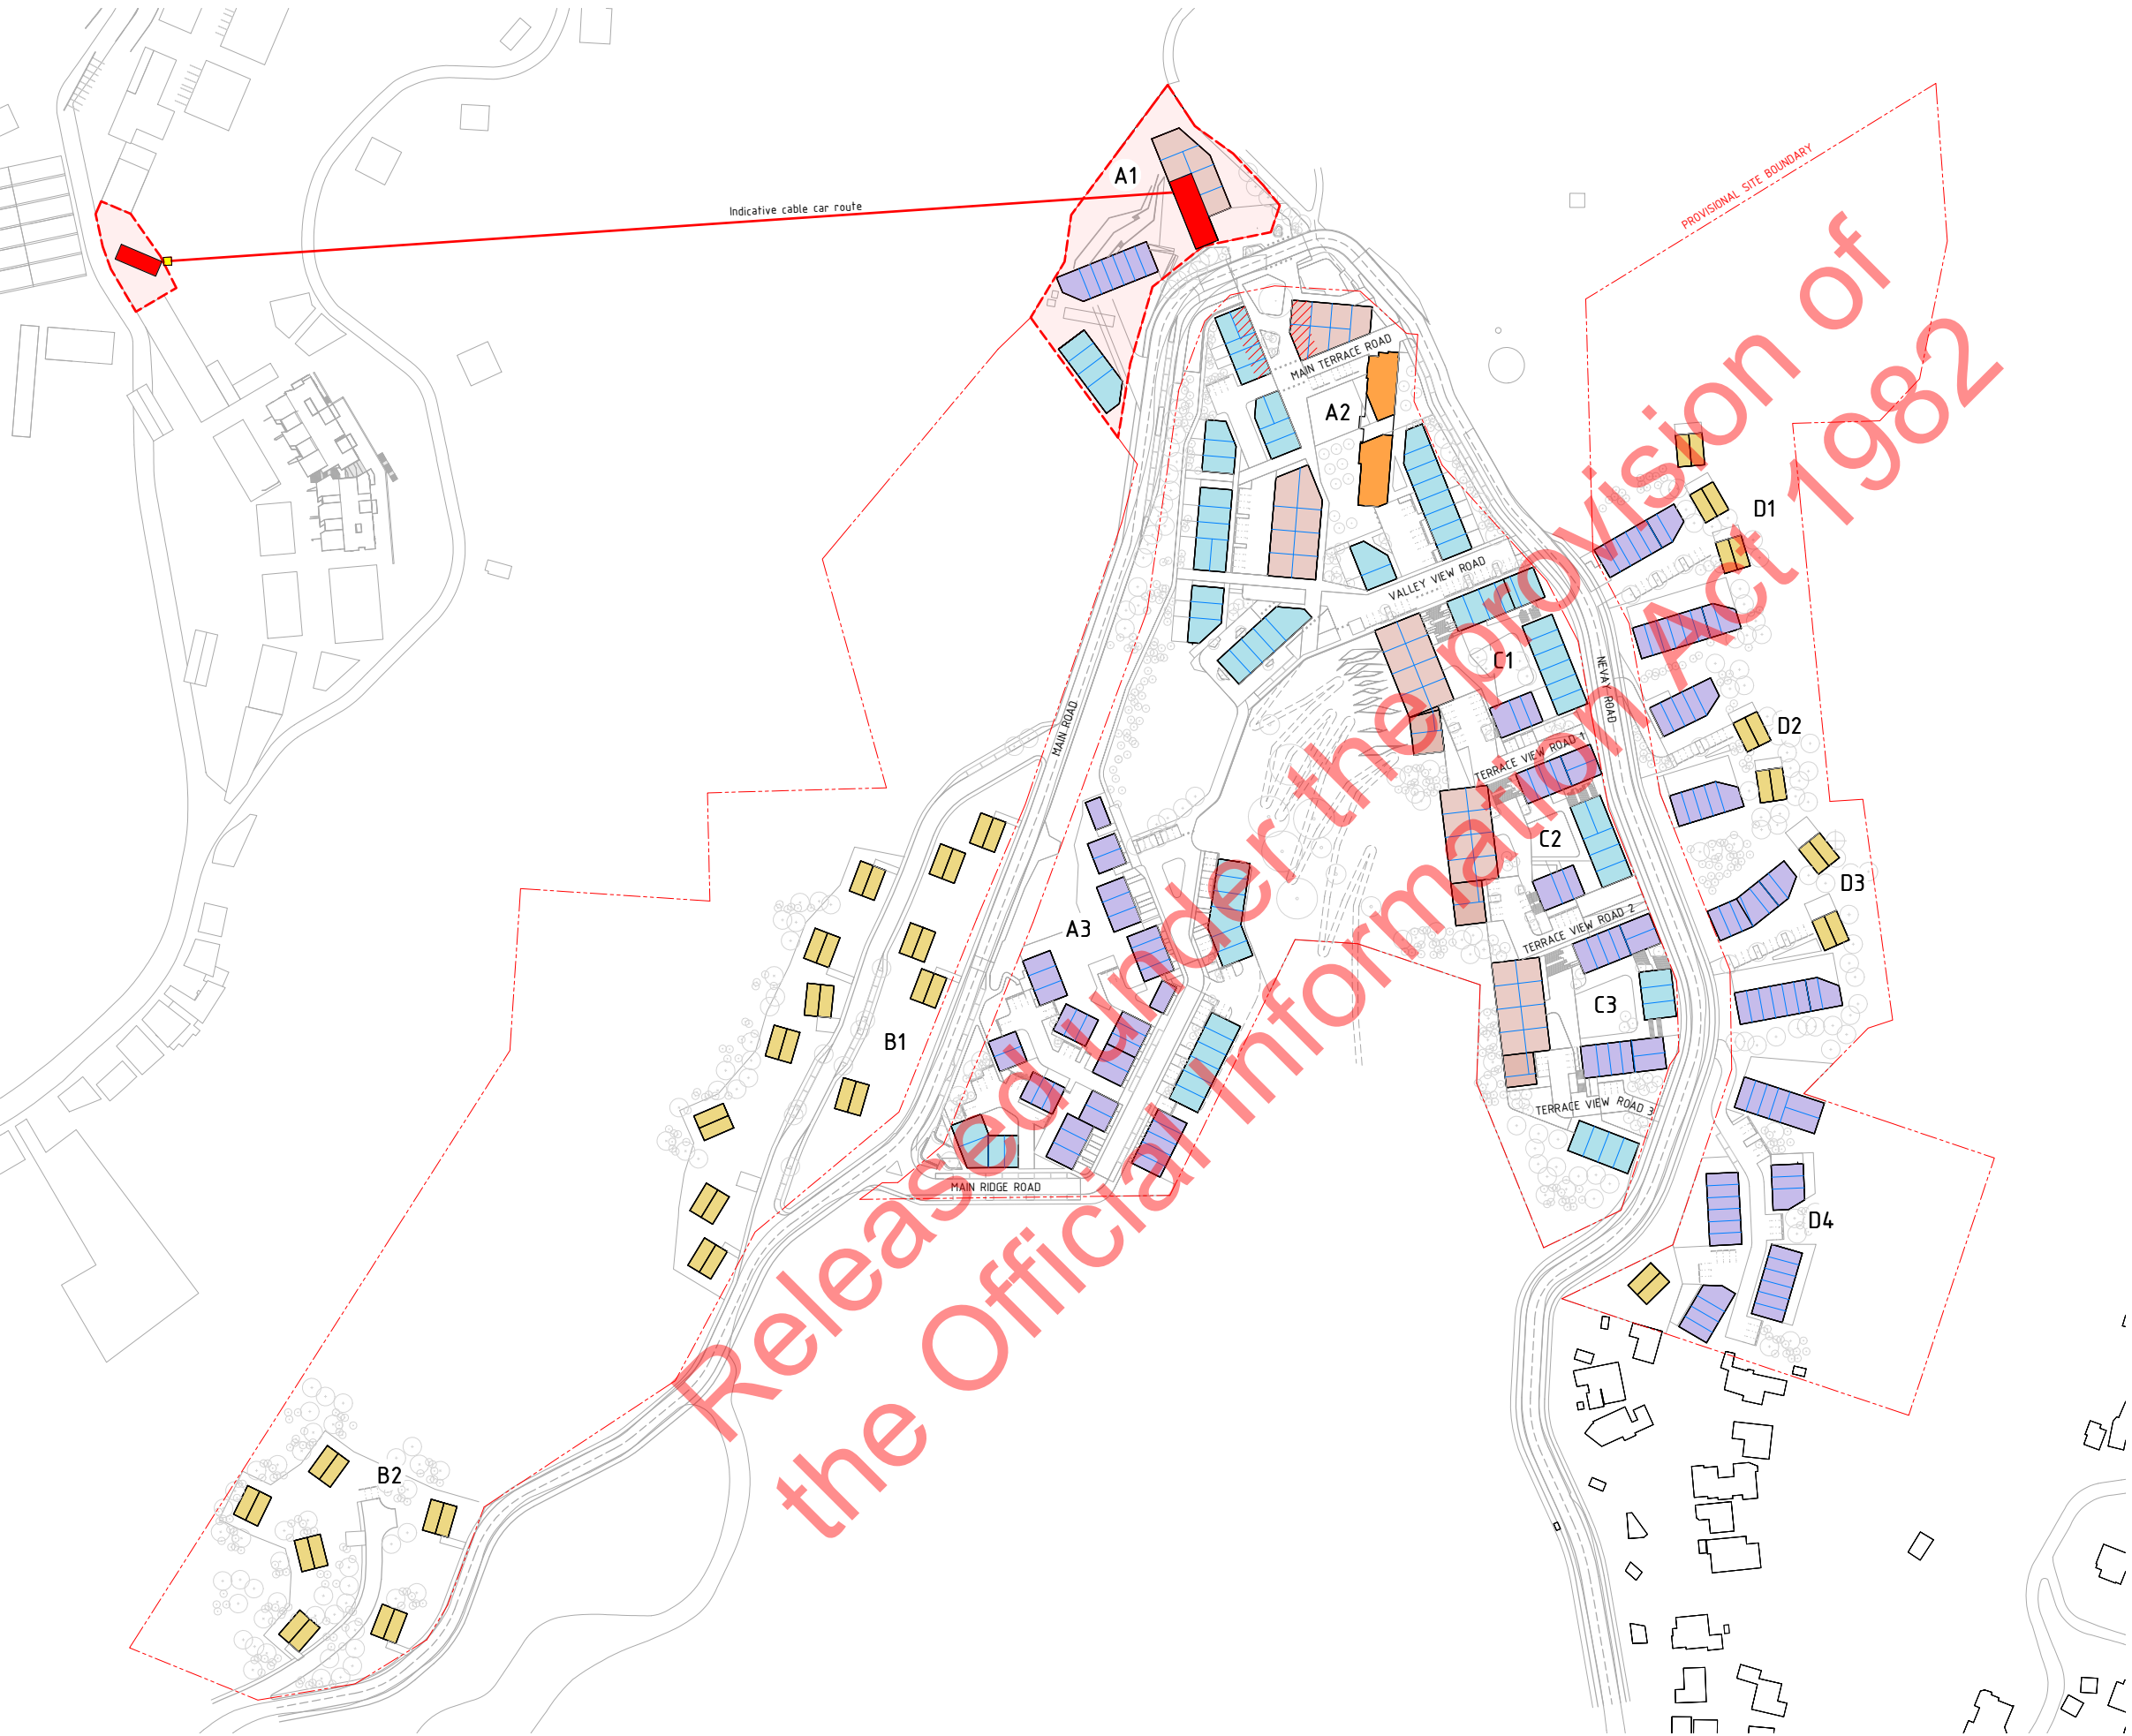 PROVISIONAL SITE BOUNDARY
A1
Indicative cable car route
MAIN TERRACE ROAD
A2
D1
VALLEY VIEW ROAD
C1
NEVAY ROAD
MAIN ROAD
D2
TERRACE VIEW ROAD 1
C2
D3
A3
TERRACE VIEW ROAD 2
C3
B1
TERRACE VIEW ROAD 3
MAIN RIDGE ROAD
D4
B2
Released under the provision of
the Official Information Act 1982